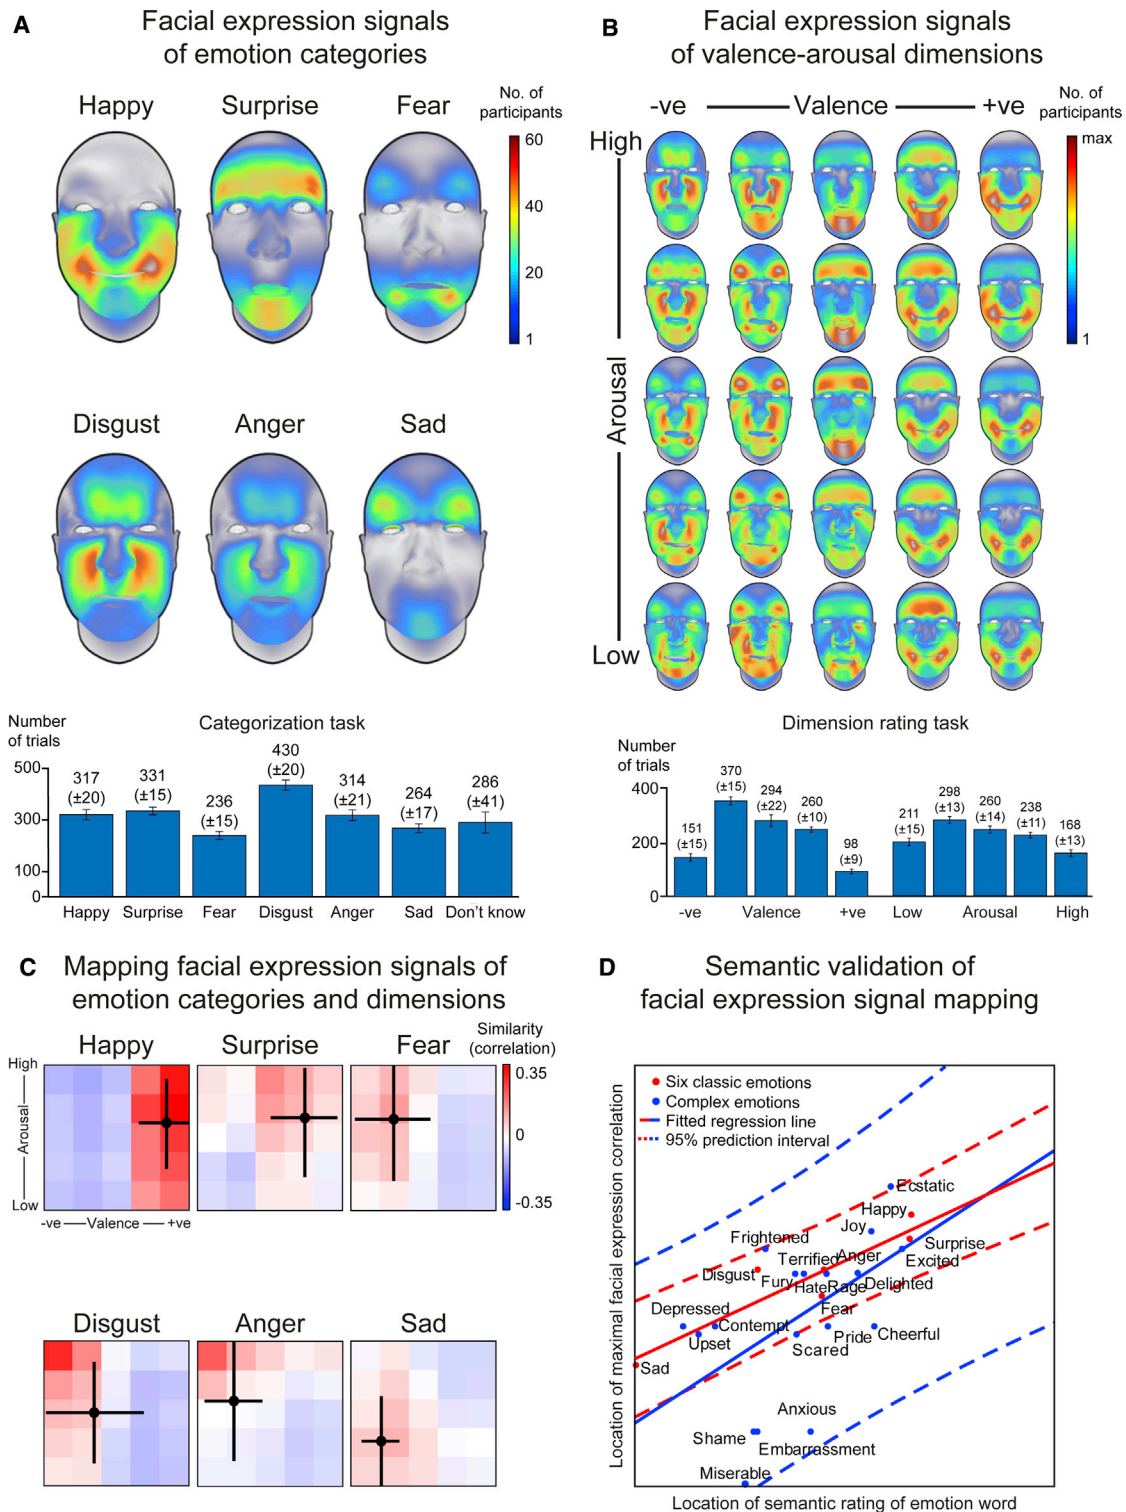 A
Facial expression signals
of emotion categories
Happy
Surprise
Fear
No. of
participants
60
40
20
1
Disgust
Anger
Sad
Number
of trials
Categorization task
500
300
100
0
317
(±20)
331
(±15)
236
(±15)
430
(±20)
314
(±21)
264
(±17)
286
(±41)
Happy
Surprise
Fear
Disgust
Anger
Sad
Don't know
B
Facial expression signals
of valence-arousal dimensions
-ve
Valence
+ve
No. of
participants
max
1
High
Arousal
Low
Dimension rating task
Number
of trials
400
200
0
151
(±15)
370
(±15)
294
(±22)
260
(±10)
98
(±9)
211
(±15)
298
(±13)
260
(±14)
238
(±11)
168
(±13)
-ve
Valence
+ve
Low
Arousal
High
C
Mapping facial expression signals of
emotion categories and dimensions
Happy
Surprise
Fear
Similarity
(correlation)
0.35
0
-0.35
High
Arousal
Low
-ve
Valence
+ve
Disgust
Anger
Sad
D
Semantic validation of
facial expression signal mapping
Location of maximal facial expression correlation
Six classic emotions
Complex emotions
Fitted regression line
95% prediction interval
Ecstatic
Happy
Joy
Frightened
Surprise
Terrified
Anger
Excited
Disgust
Fury
Hate
Rage
Delighted
Fear
Depressed
Contempt
Upset
Pride
Cheerful
Scared
Sad
Anxious
Shame
Embarrassment
Miserable
Location of semantic rating of emotion word